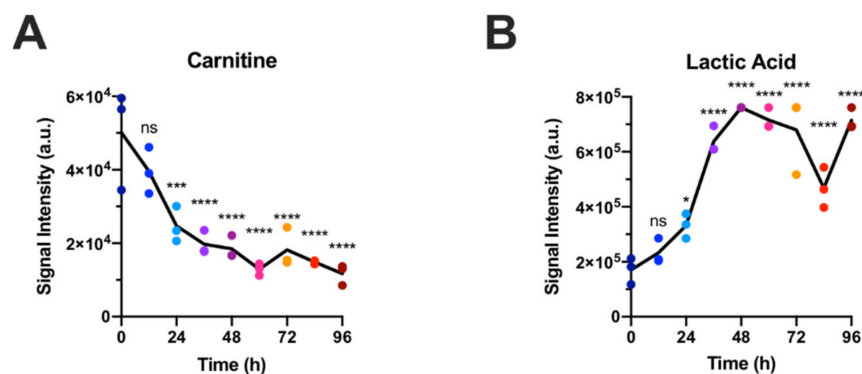 A
Carnitine
6×10⁴
4×10⁴
2×10⁴
0
Signal Intensity (a.u.)
ns
***
****
****
****
****
****
****
0 24 48 72 96
Time (h)
B
Lactic Acid
8×10⁵
6×10⁵
4×10⁵
2×10⁵
0
Signal Intensity (a.u.)
ns
*
****
****
****
****
****
****
0 24 48 72 96
Time (h)